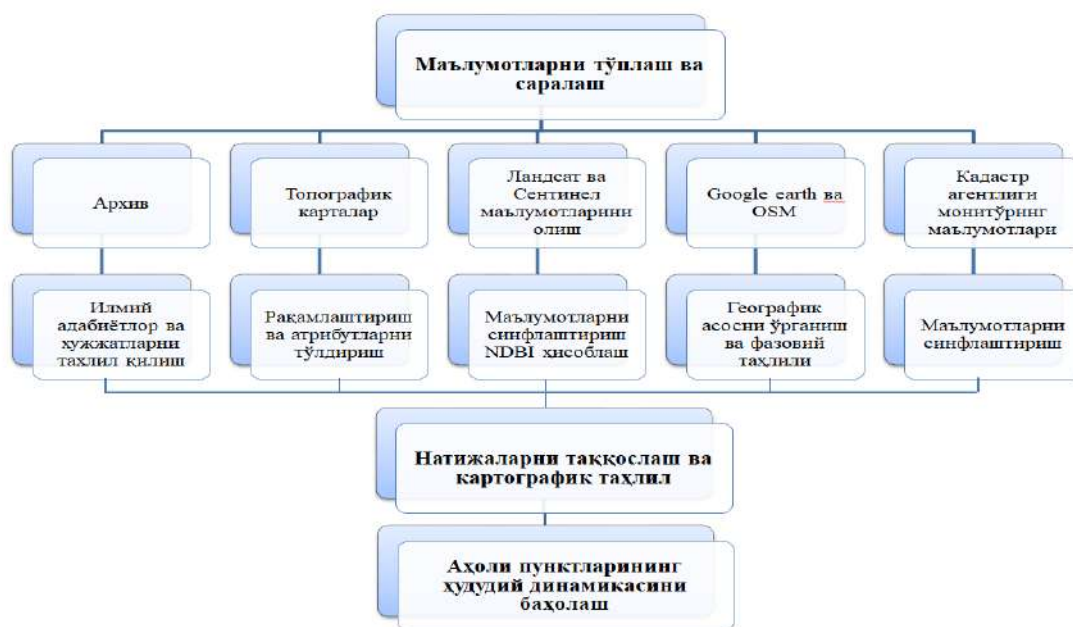 Маълумотларни тўплаш ва
саралаш
Архив
Топографик
карталар
Ландсат ва
Сентинел
маълумотларини
олиш
Google earth ва
OSM
Кадастр
агентлиги
монитўринг
маълумотлари
Илмий
адабиётлор ва
ҳужжатларни
таҳлил қилиш
Рақамлаштириш
ва атрибутларни
тўлдириш
Маълумотларни
синфлаштириш
NDBI ҳисоблаш
Географик
асосни ўрганиш
ва фазовий
таҳлили
Маълумотларни
синфлаштириш
Натижаларни таққослаш ва
картографик таҳлил
Аҳоли пунктларининг
ҳудудий динамикасини
баҳолаш